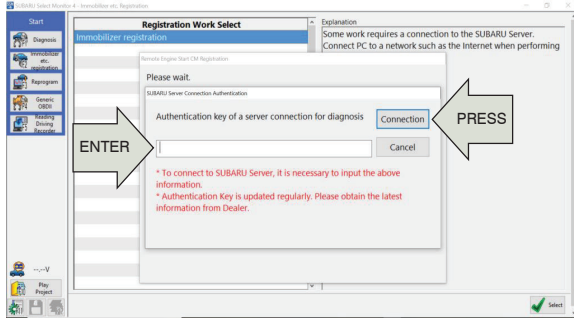 SUBARU Select Monitor 4 - Immobilizer etc. Registration
Start
Diagnosis
Immobilizer
etc.
registration
Reprogram
Generic
OBDII
Reading
Driving
Recorder
--.--V
Play
Project
Registration Work Select
Immobilizer registration
Explanation
Some work requires a connection
to the SUBARU Server.
Connect PC to a network such
as the Internet when performing
Remote Engine Start CM Registration
Please wait.
SUBARU Server Connection Authentication
Authentication key of a server connection for diagnosis
Connection
Cancel
* To connect to SUBARU Server, it is necessary to input the above
information.
* Authentication Key is updated regularly. Please obtain the latest
information from Dealer.
ENTER
PRESS
Select